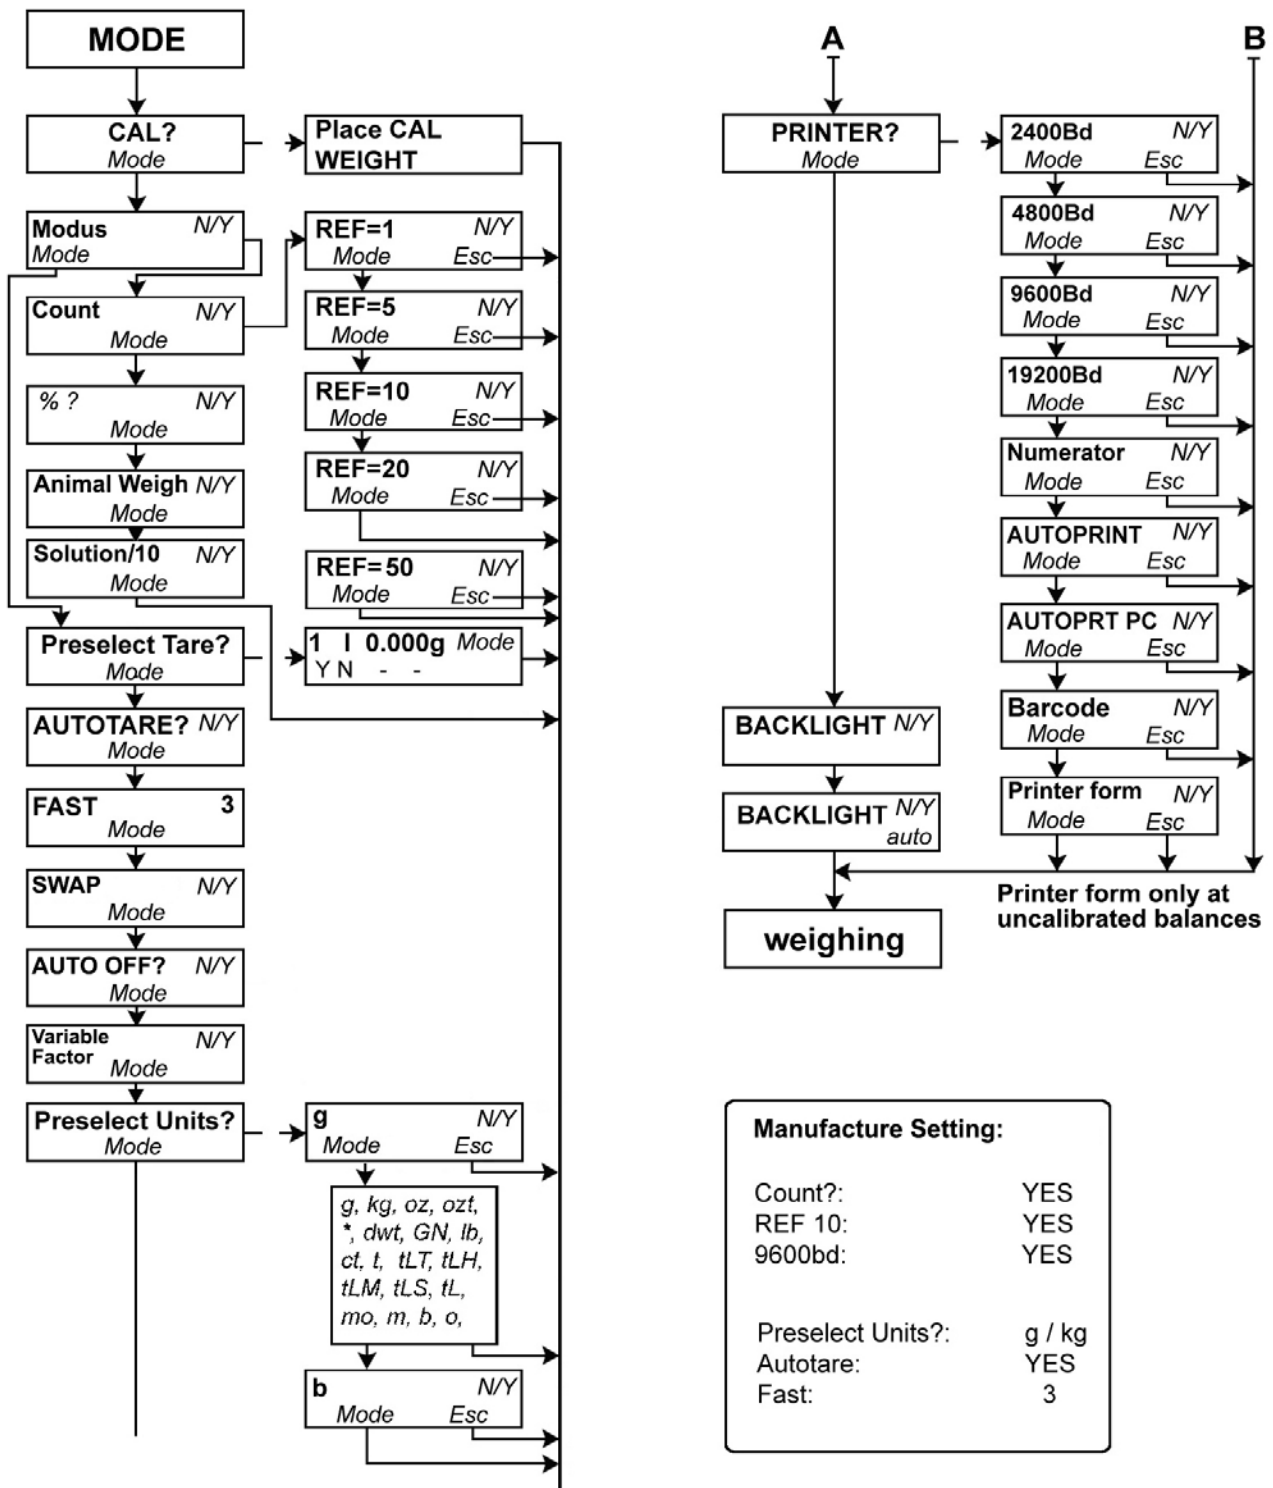 MODE
CAL?
Mode
Place CAL
WEIGHT
Modus N/Y
Mode
Count N/Y
Mode
% ? N/Y
Mode
Animal Weigh N/Y
Mode
Solution/10 N/Y
Mode
REF=1 N/Y
Mode Esc
REF=5 N/Y
Mode Esc
REF=10 N/Y
Mode Esc
REF=20 N/Y
Mode Esc
REF=50 N/Y
Mode Esc
Preselect Tare?
Mode
1 I 0.000g Mode
Y N - -
AUTOTARE? N/Y
Mode
FAST 3
Mode
SWAP N/Y
Mode
AUTO OFF? N/Y
Mode
Variable N/Y
Factor Mode
Preselect Units?
Mode
g N/Y
Mode Esc
g, kg, oz, ozt,
*, dwt, GN, lb,
ct, t, tLT, tLH,
tLM, tLS, tL,
mo, m, b, o,
b N/Y
Mode Esc
A
B
PRINTER?
Mode
2400Bd N/Y
Mode Esc
4800Bd N/Y
Mode Esc
9600Bd N/Y
Mode Esc
19200Bd N/Y
Mode Esc
Numerator N/Y
Mode Esc
AUTOPRINT N/Y
Mode Esc
AUTOPRT PC N/Y
Mode Esc
Barcode N/Y
Mode Esc
Printer form N/Y
Mode Esc
BACKLIGHT N/Y
BACKLIGHT N/Y
auto
Printer form only at
uncalibrated balances
weighing
Manufacture Setting:
Count?: YES
REF 10: YES
9600bd: YES
Preselect Units?: g / kg
Autotare: YES
Fast: 3